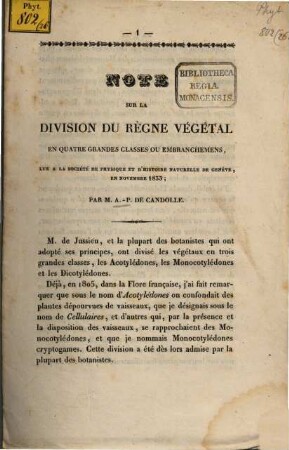 Phyt.
802/26
— 1 —
Phyt.
802/26
NOTE
SUR LA
BIBLIOTHECA
REGIA
MONACENSIS.
DIVISION DU RÈGNE VÉGÉTAL
EN QUATRE GRANDES CLASSES OU EMBRANCHEMENS,
LUE A LA SOCIÉTÉ DE PHYSIQUE ET D'HISTOIRE NATURELLE DE GENÈVE,
EN NOVEMBRE 1833;
PAR M. A.-P. DE CANDOLLE.
M. de Jussieu, et la plupart des botanistes qui ont
adopté ses principes, ont divisé les végétaux en trois
grandes classes, les Acotylédones, les Monocotylédones
et les Dicotylédones.
Déjà, en 1805, dans la Flore française, j'ai fait remar-
quer que sous le nom d'Acotylédones on confondait des
plantes dépourvues de vaisseaux, que je désignais sous le
nom de Cellulaires, et d'autres qui, par la présence et
la disposition des vaisseaux, se rapprochaient des Mo-
nocotylédones, et que je nommais Monocotylédones
cryptogames. Cette division a été dès lors admise par la
plupart des botanistes.